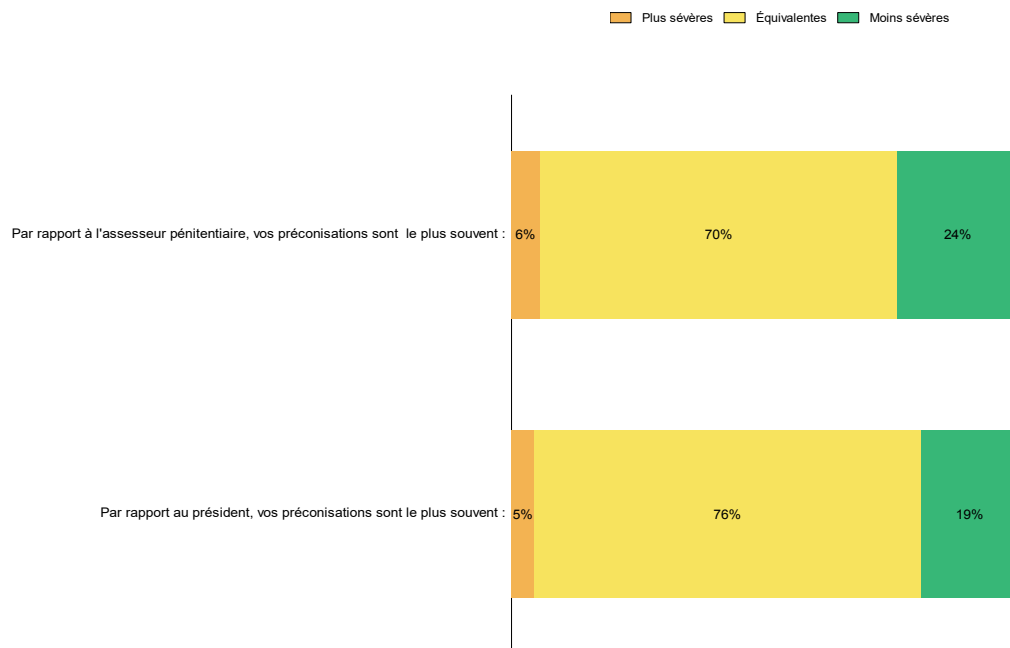 Plus sévères Équivalentes Moins sévères
Par rapport à l'assesseur pénitentiaire, vos préconisations sont le plus souvent : 6% 70% 24%
Par rapport au président, vos préconisations sont le plus souvent : 5% 76% 19%